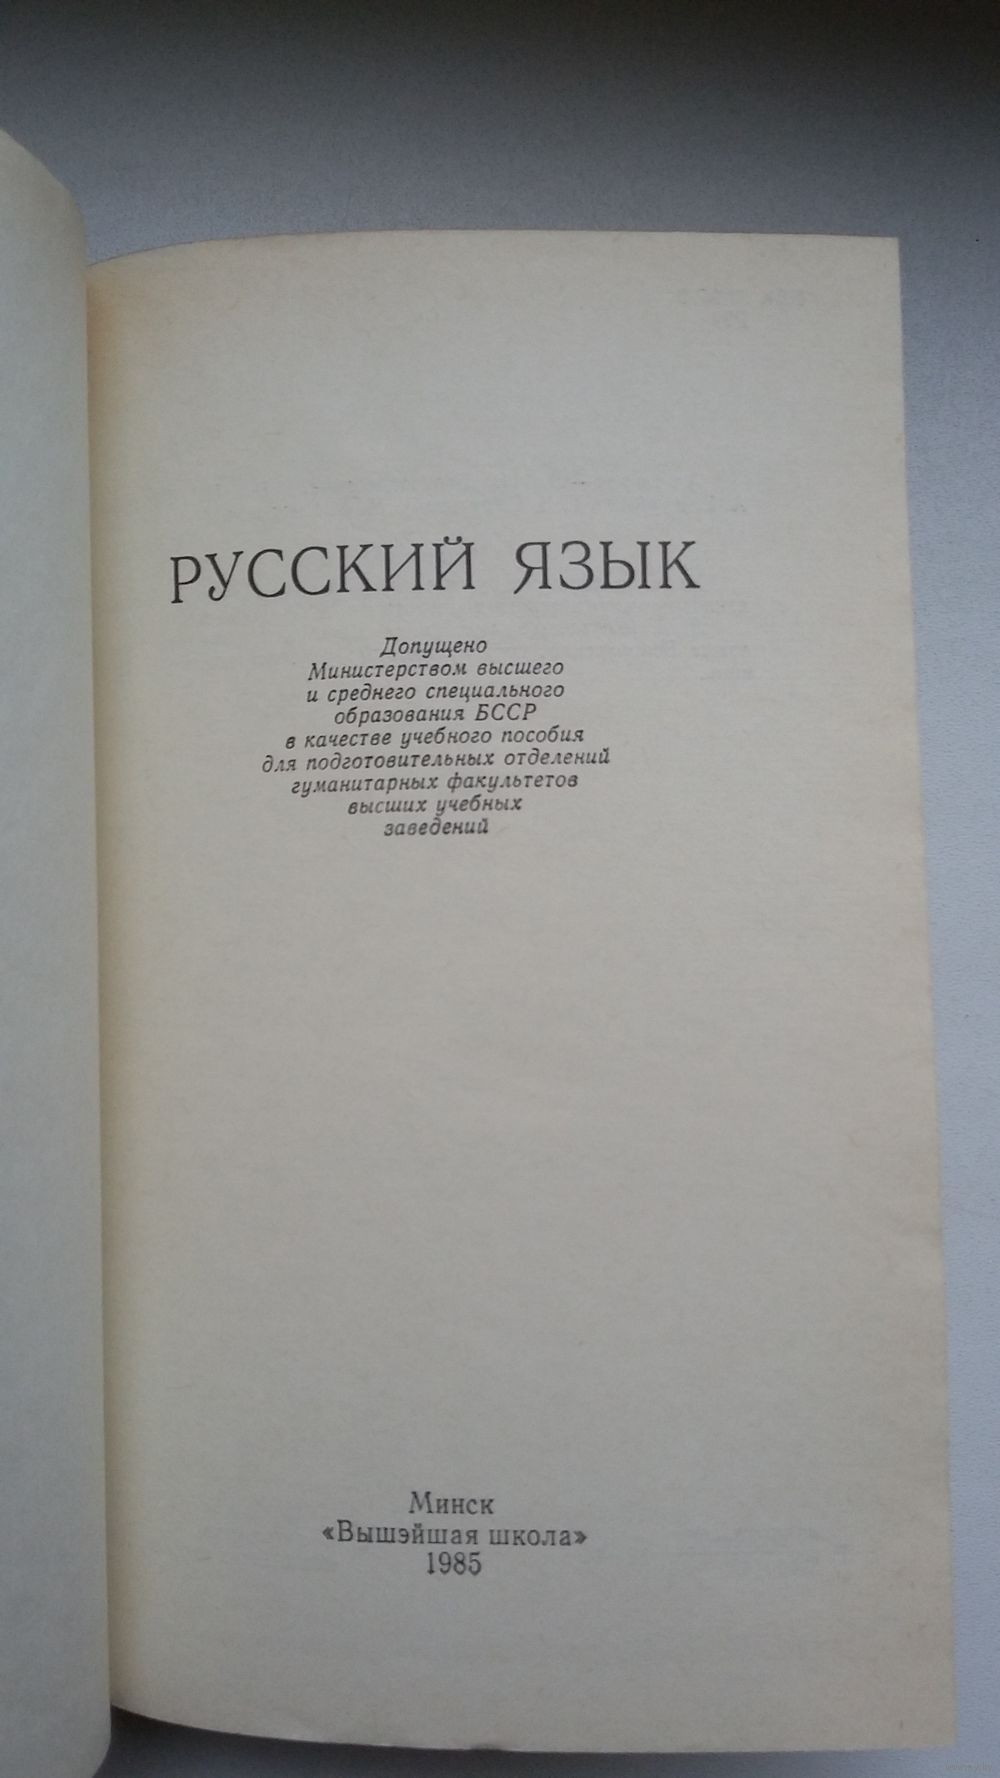 РУССКИЙ ЯЗЫК
Допущено
Министерством высшего
и среднего специального
образования БССР
в качестве учебного пособия
для подготовительных отделений
гуманитарных факультетов
высших учебных
заведений
Минск
«Вышэйшая школа»
1985